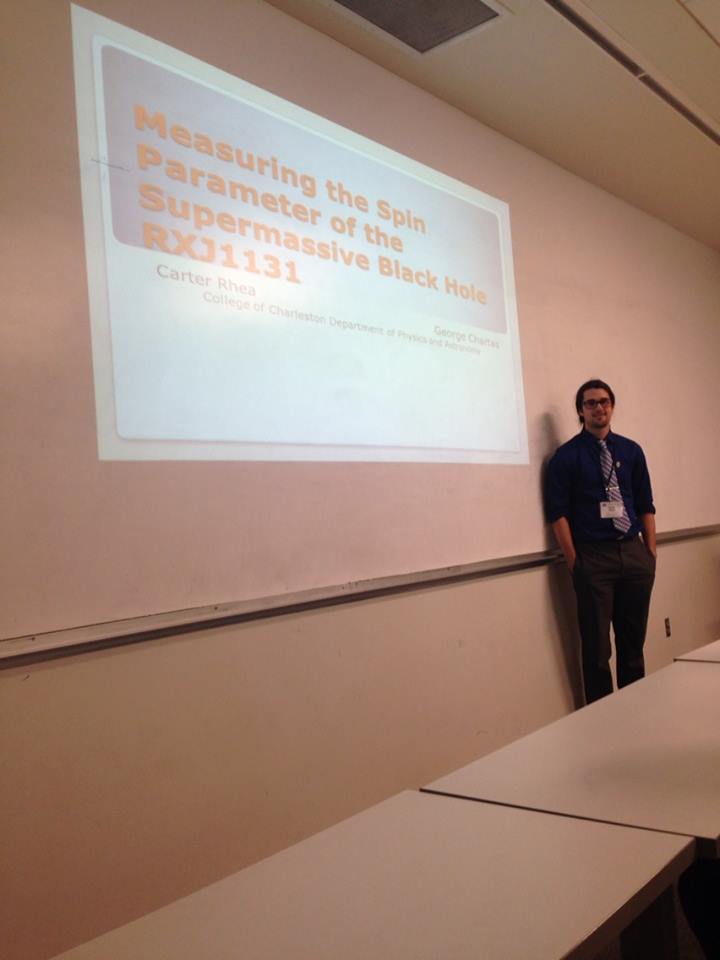 Measuring the Spin
Parameter of the
Supermassive Black Hole
RXJ1131
Carter Rhea
George Chartas
College of Charleston Department of Physics and Astronomy